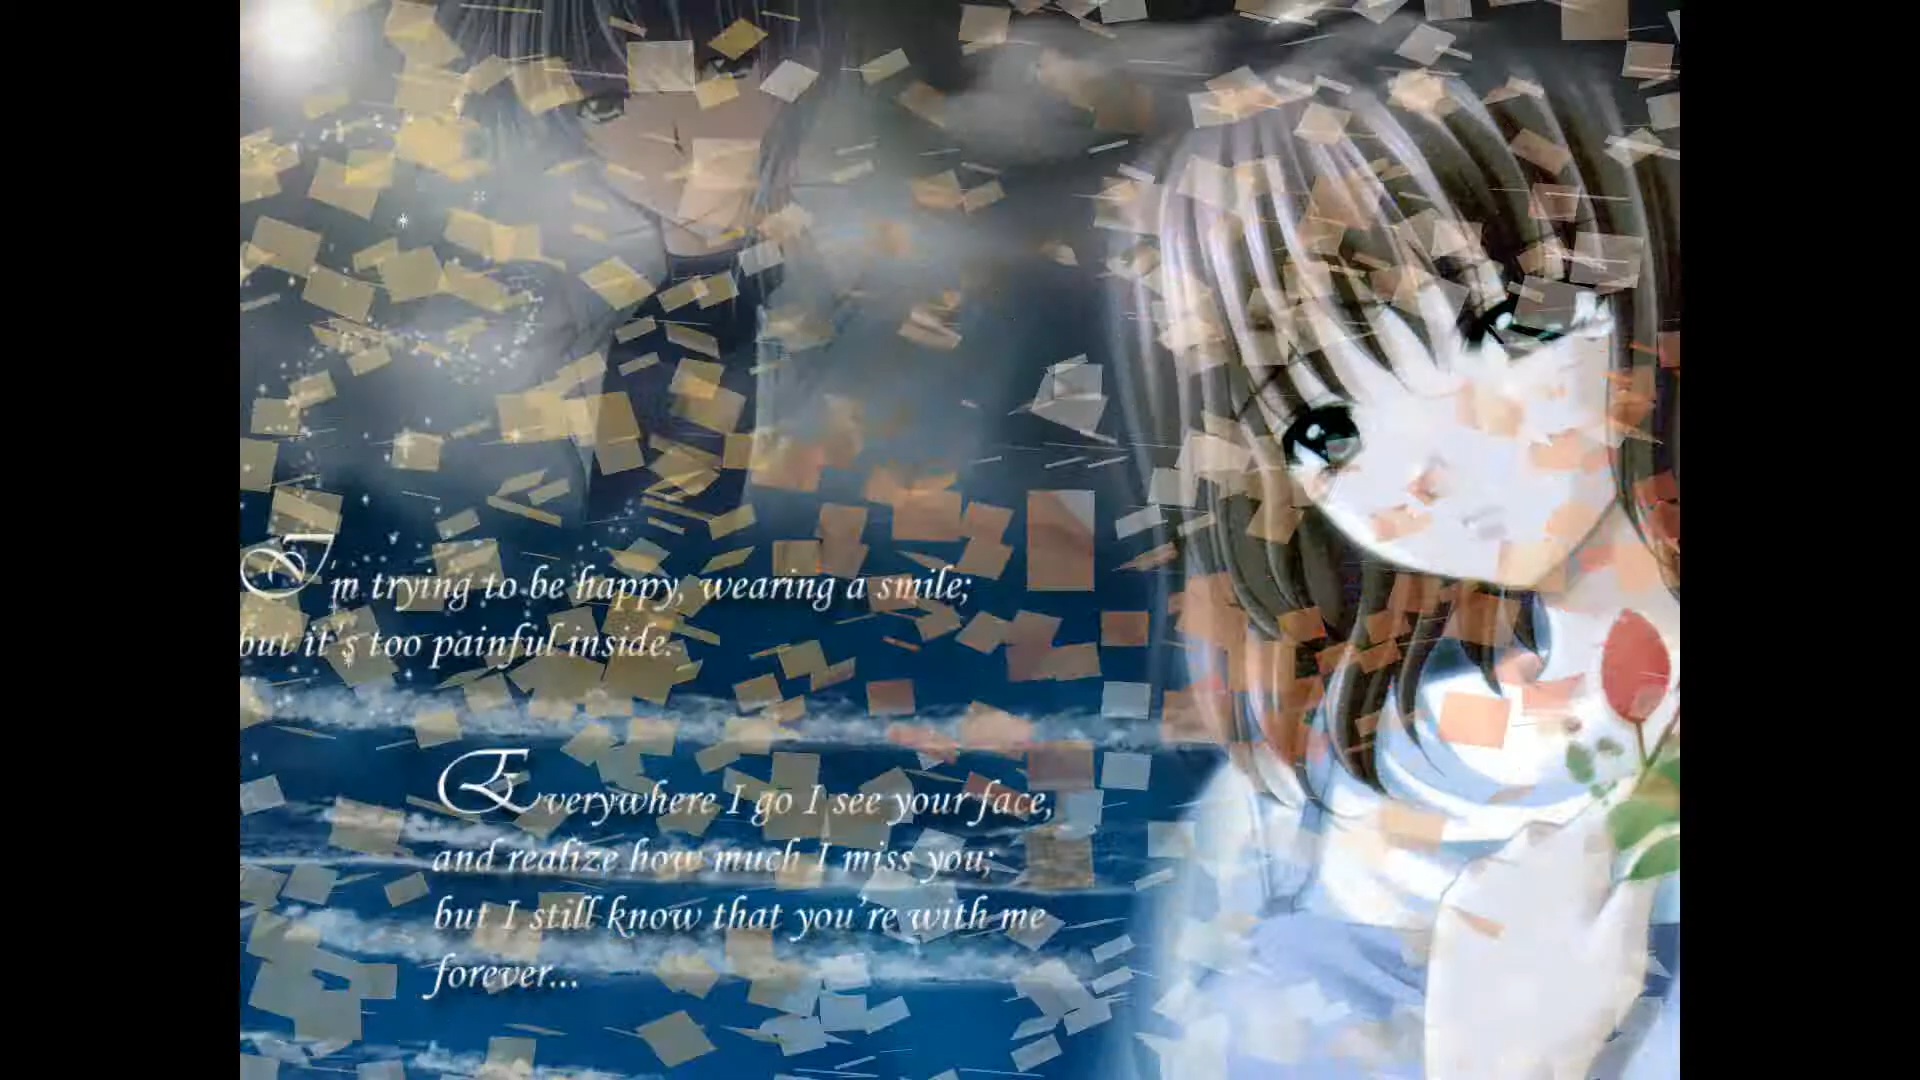 I'm trying to be happy, wearing a smile;
but it's too painful inside.
Everywhere I go I see your face,
and realize how much I miss you;
but I still know that you're with me
forever...